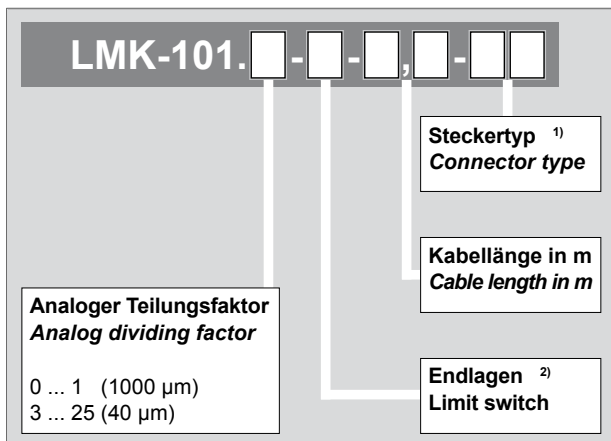 LMK-101. - - , -
Steckertyp 1)
Connector type
Kabellänge in m
Cable length in m
Analoger Teilungsfaktor
Analog dividing factor
0 ... 1 (1000 µm)
3 ... 25 (40 µm)
Endlagen 2)
Limit switch